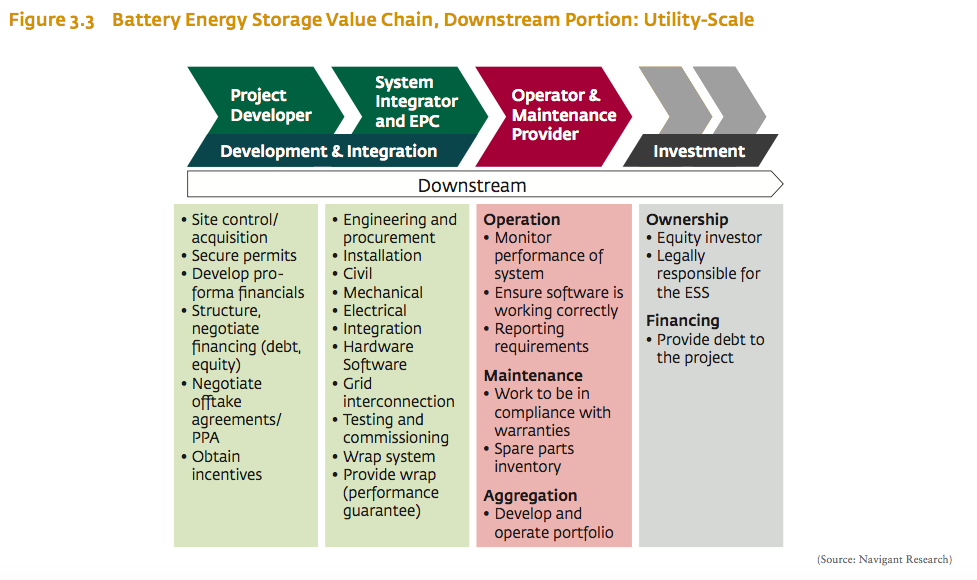 Figure 3.3 Battery Energy Storage Value Chain, Downstream Portion: Utility-Scale
Project
Developer
System
Integrator
and EPC
Development & Integration
Operator &
Maintenance
Provider
Investment
Downstream
• Site control/
acquisition
• Secure permits
• Develop pro-
forma financials
• Structure,
negotiate
financing (debt,
equity)
• Negotiate
offtake
agreements/
PPA
• Obtain
incentives
• Engineering and
procurement
• Installation
• Civil
• Mechanical
• Electrical
• Integration
• Hardware
Software
• Grid
interconnection
• Testing and
commissioning
• Wrap system
• Provide wrap
(performance
guarantee)
Operation
• Monitor
performance of
system
• Ensure software is
working correctly
• Reporting
requirements
Maintenance
• Work to be in
compliance with
warranties
• Spare parts
inventory
Aggregation
• Develop and
operate portfolio
Ownership
• Equity investor
• Legally
responsible for
the ESS
Financing
• Provide debt to
the project
(Source: Navigant Research)